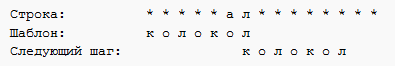 Строка: * * * * * а л * * * * * * *
Шаблон: к о л о к о л
Следующий шаг: к о л о к о л